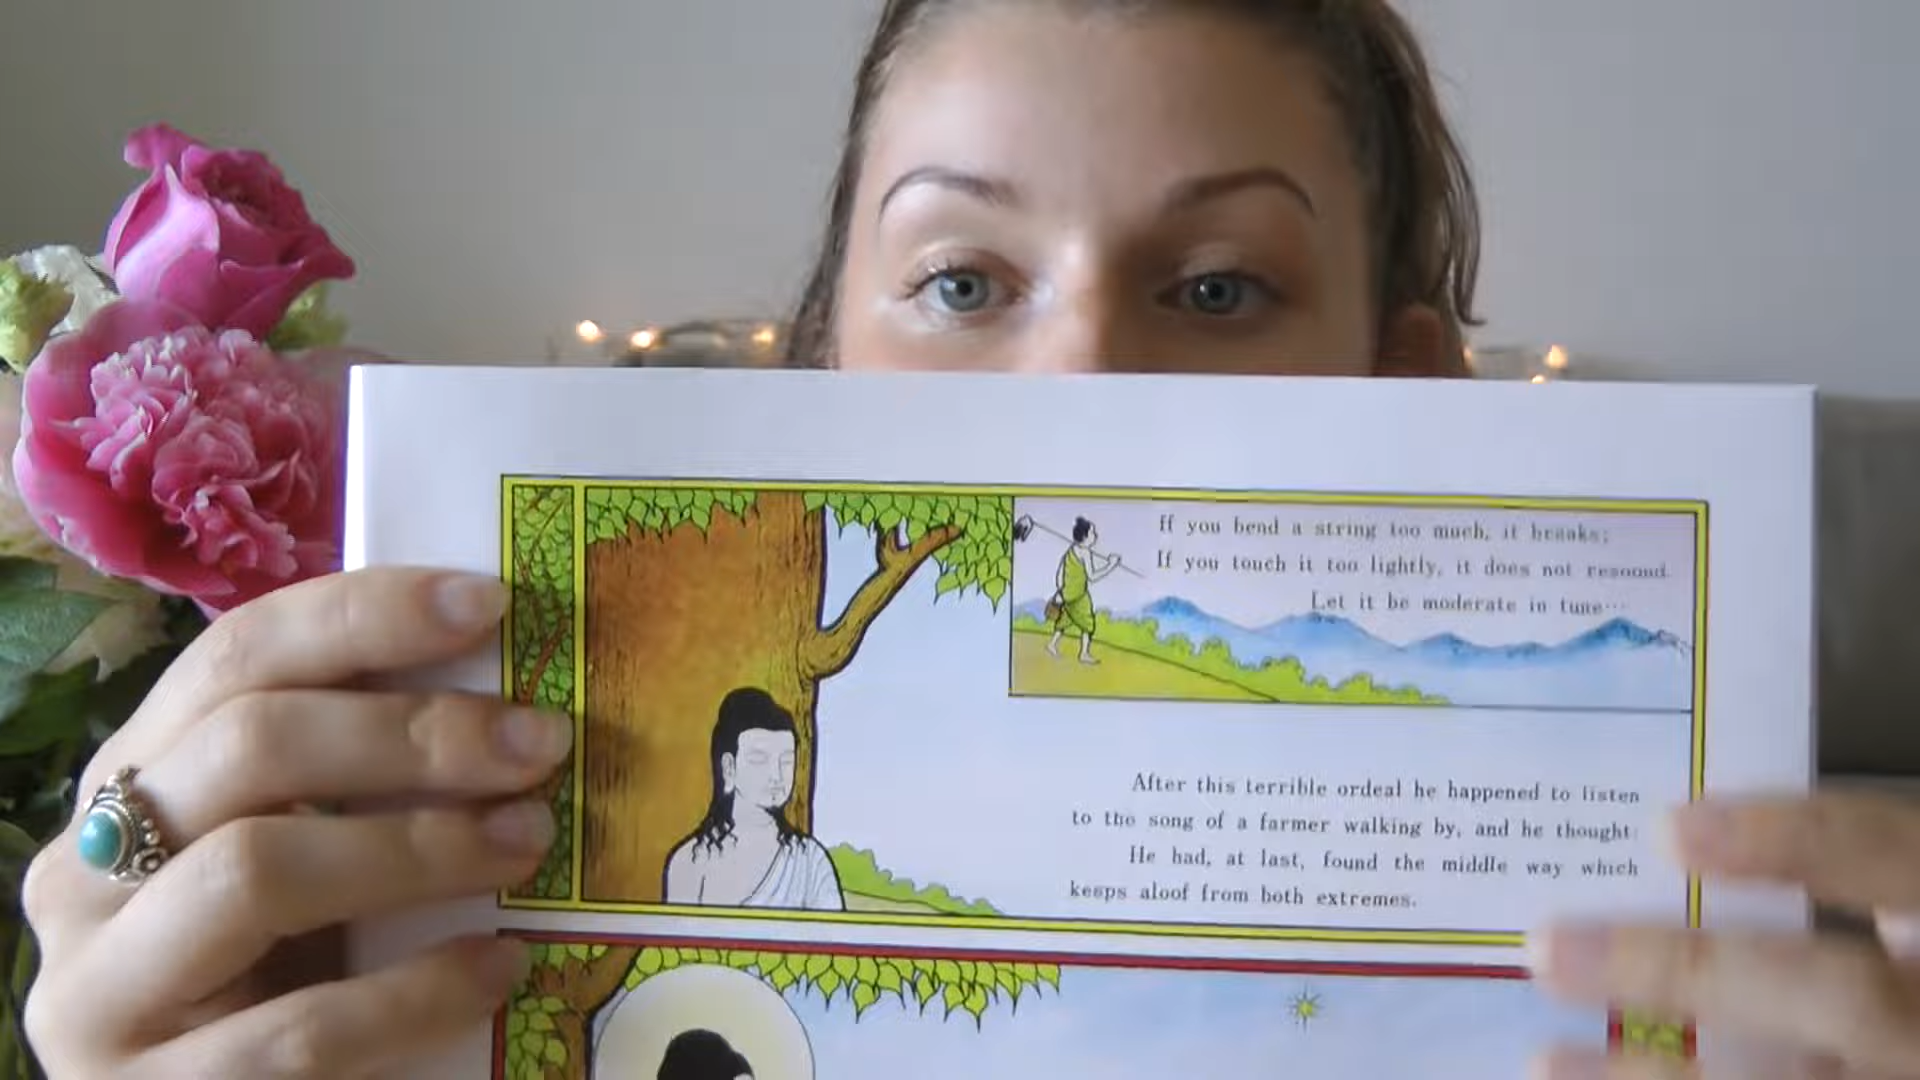 If you bend a string too much, it breaks;
If you touch it too lightly, it does not resound.
Let it be moderate in tune…
After this terrible ordeal he happened to listen
to the song of a farmer walking by, and he thought:
He had, at last, found the middle way which
keeps aloof from both extremes.